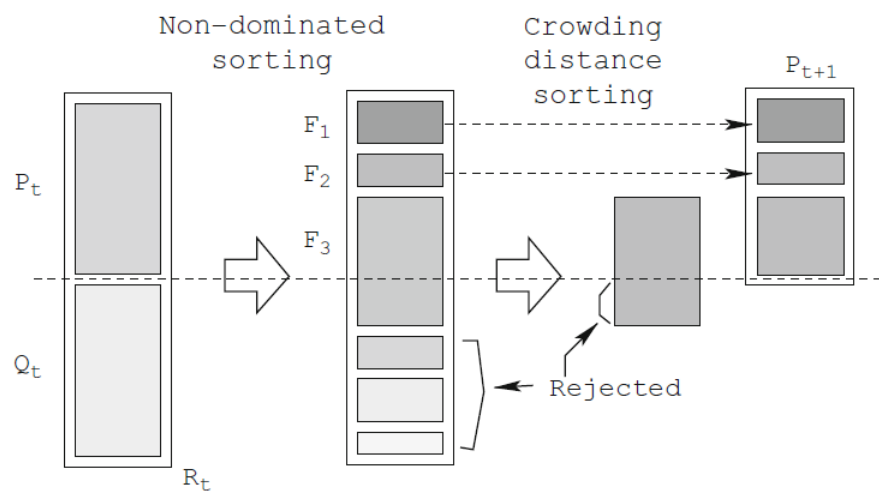 Non-dominated
sorting
Crowding
distance
sorting
P_{t+1}
F_1
F_2
P_t
F_3
Q_t
Rejected
R_t